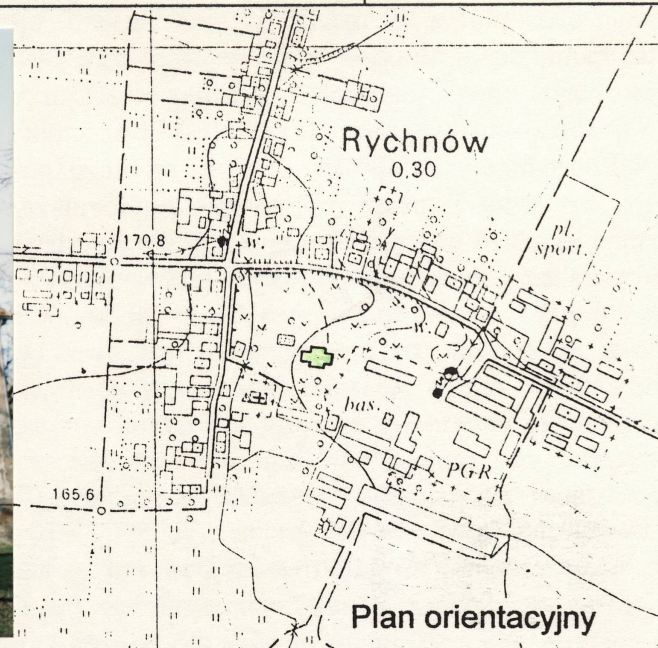 Rychnów
0,30
170,8
W.
pl.
sport.
W.
bas.
PGR
165,6
Plan orientacyjny